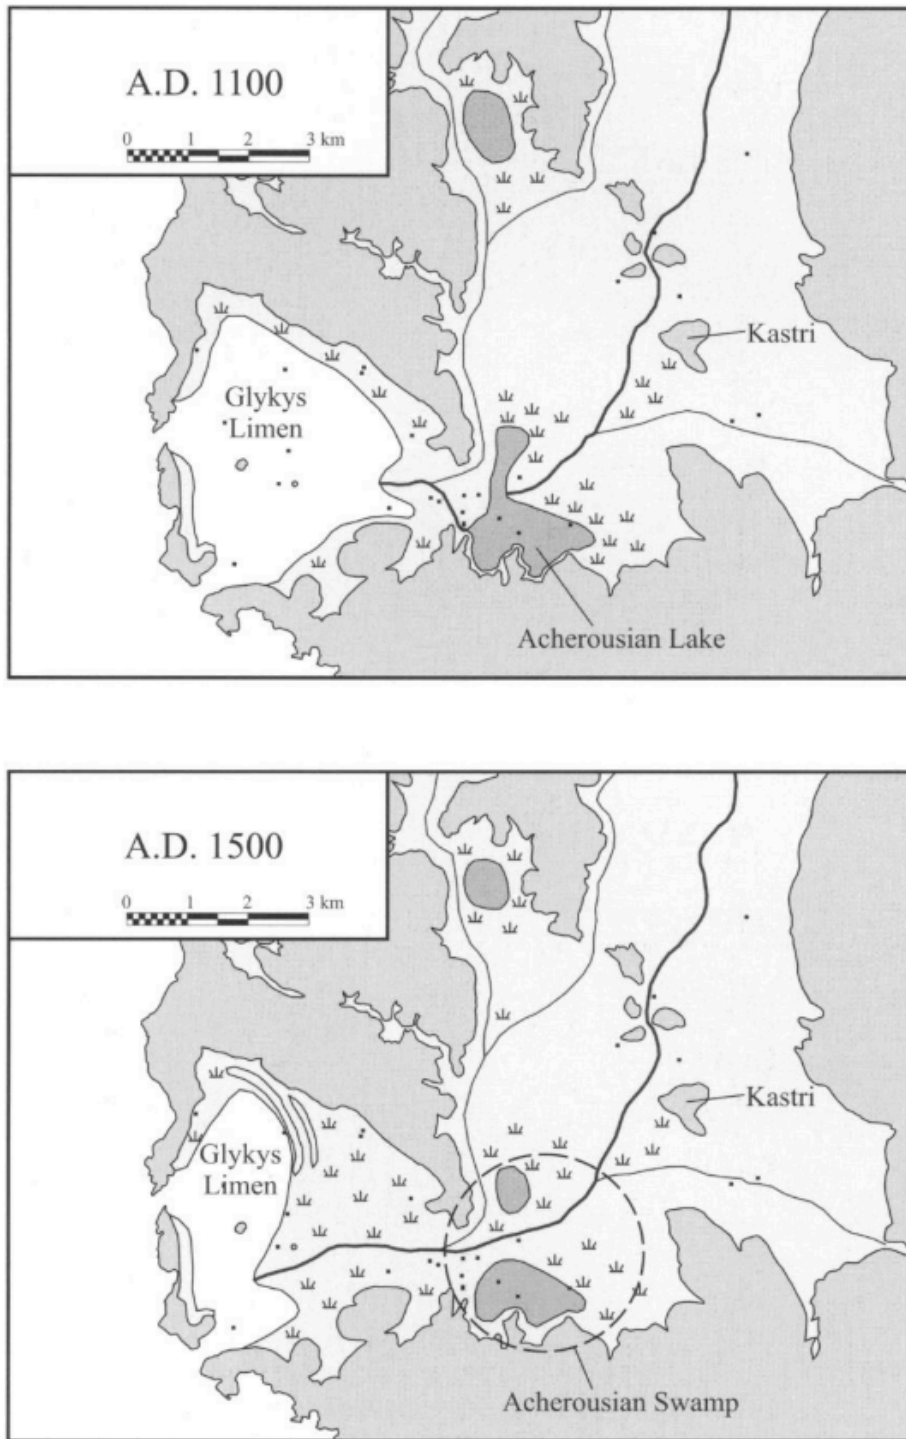 A.D. 1100
0 1 2 3 km
Kastri
Glykys
Limen
Acherousian Lake
A.D. 1500
0 1 2 3 km
Kastri
Glykys
Limen
Acherousian Swamp